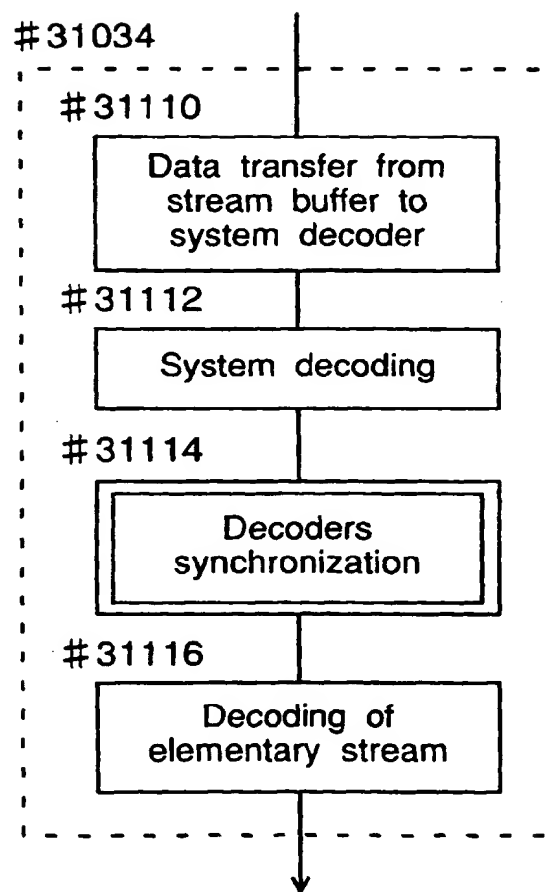 #31034
#31110
Data transfer from
stream buffer to
system decoder
#31112
System decoding
#31114
Decoders
synchronization
#31116
Decoding of
elementary stream